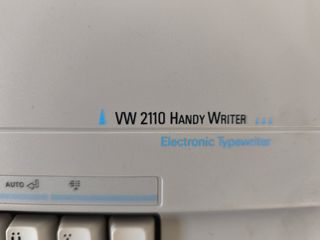 VW 2110 HANDY WRITER
Electronic Typewriter
AUTO
Ü